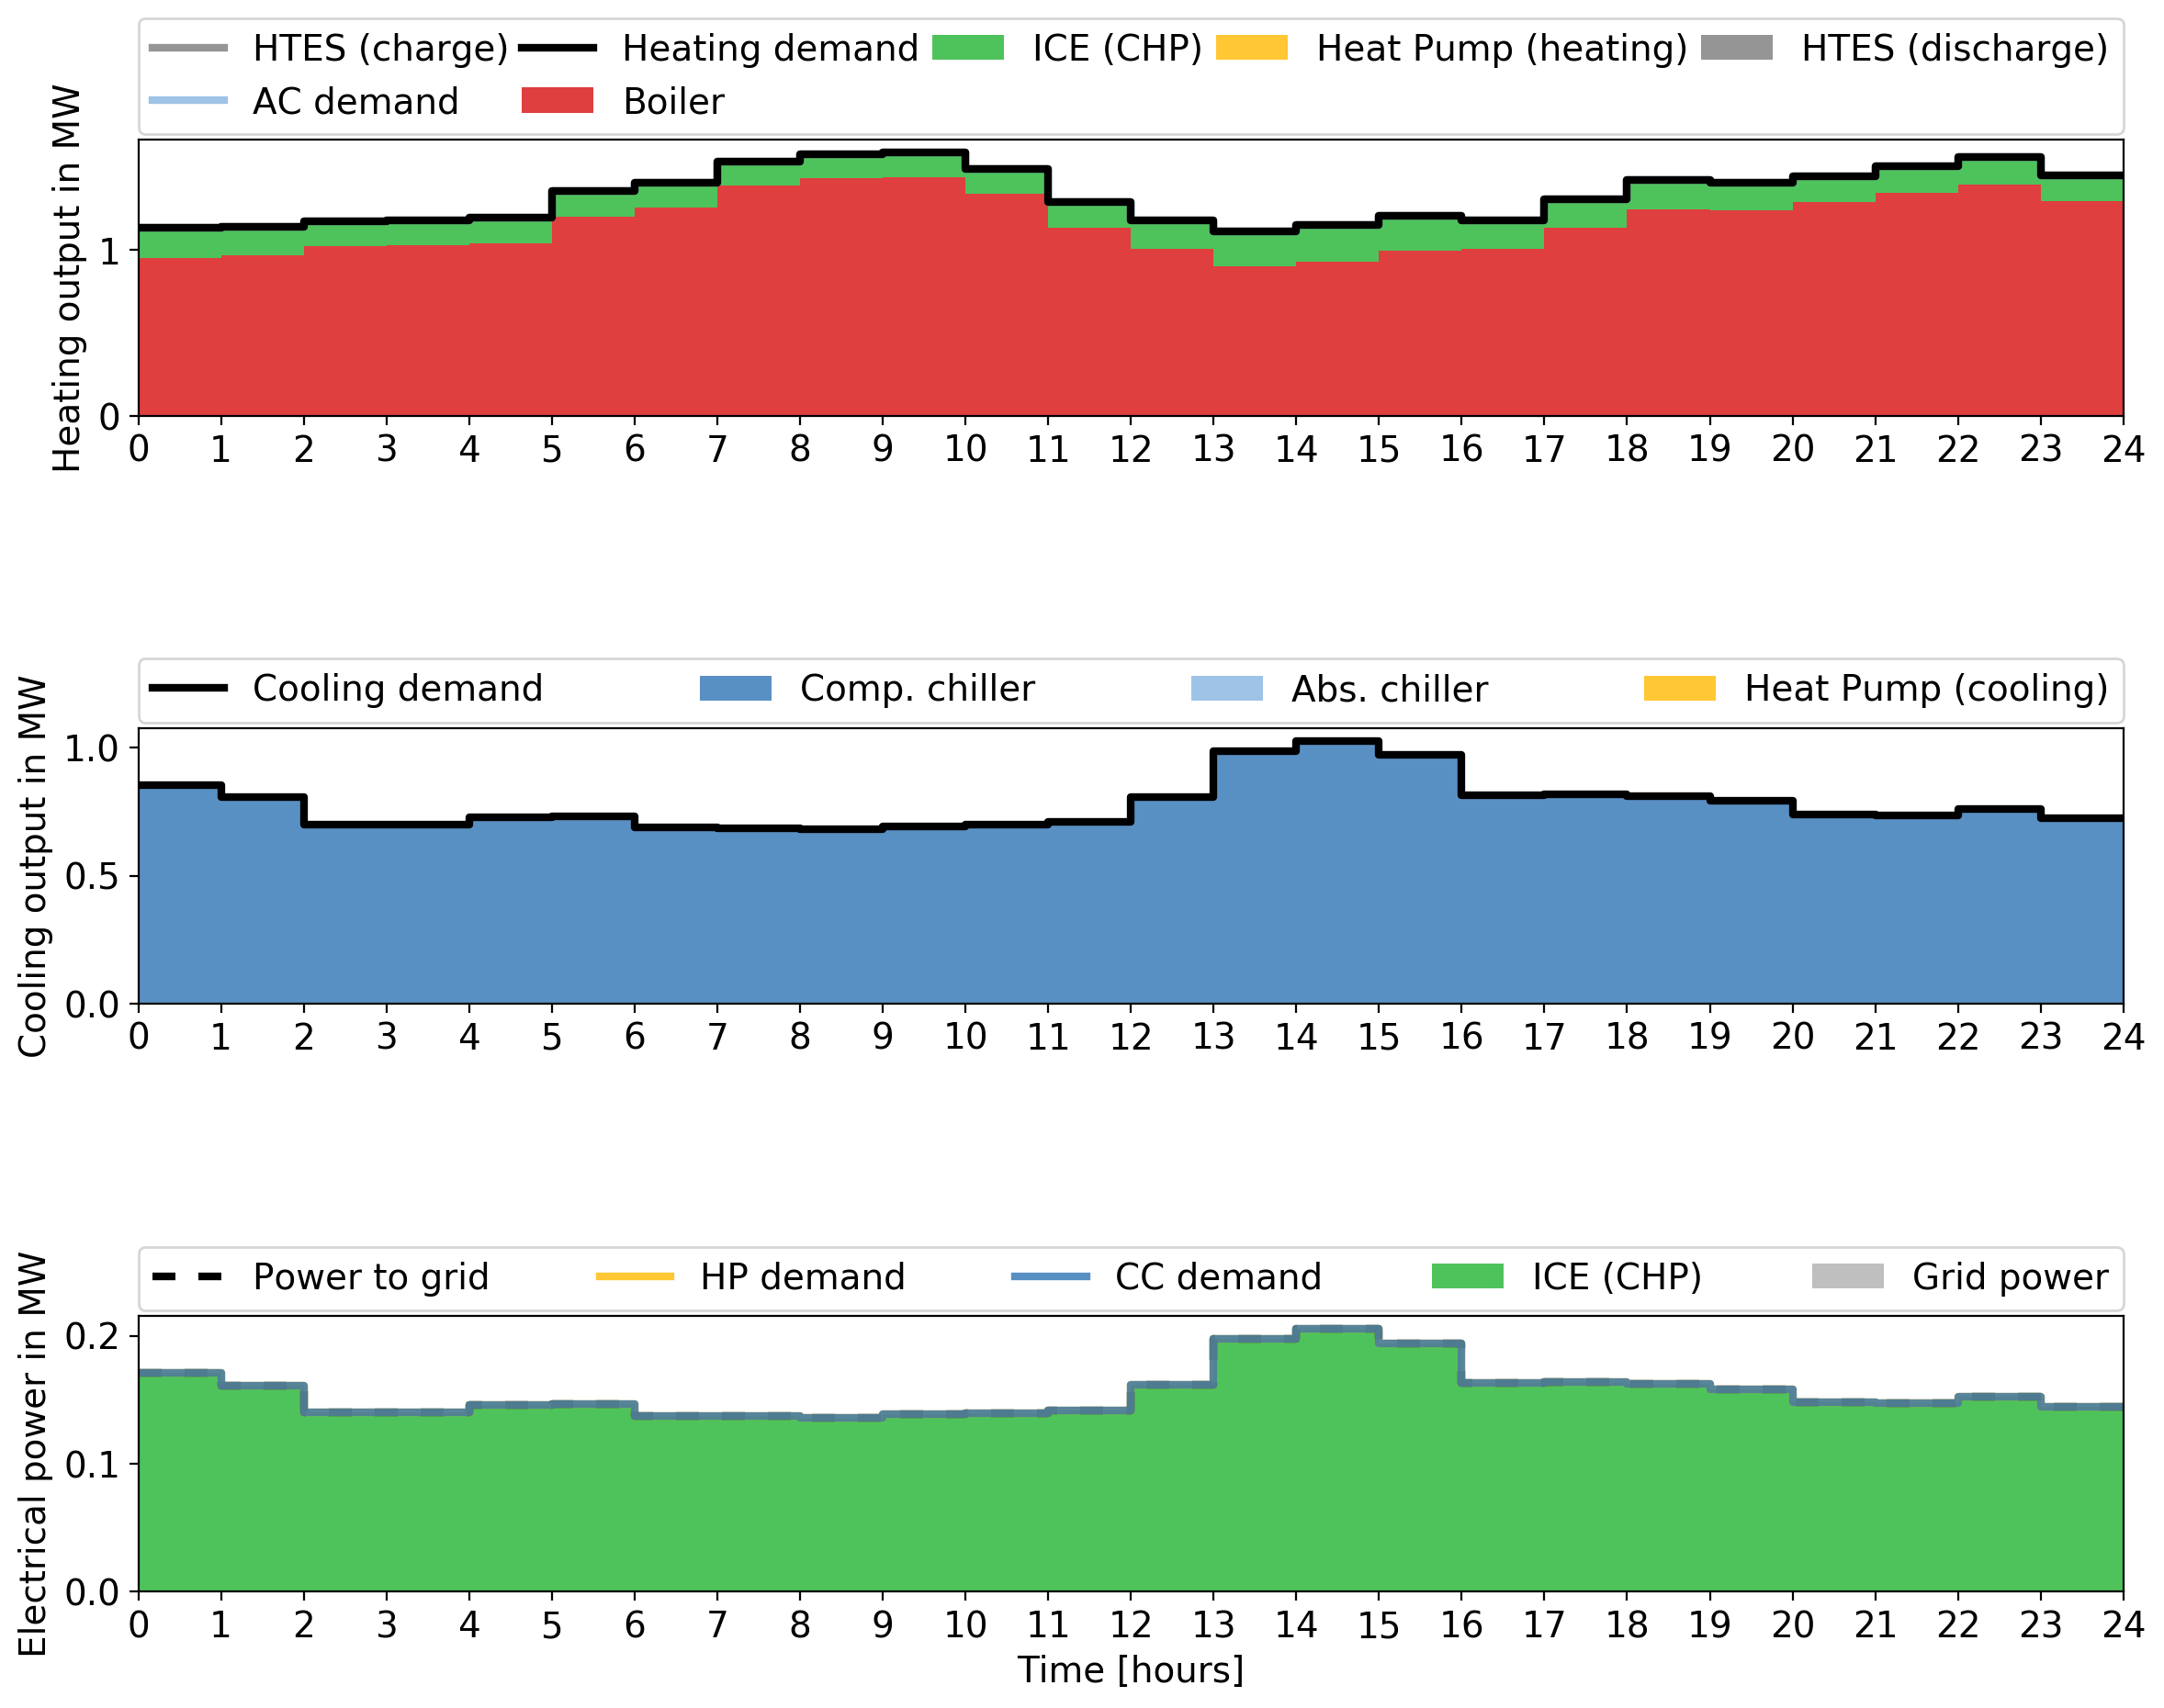 HTES (charge) Heating demand ICE (CHP) Heat Pump (heating) HTES (discharge)
AC demand Boiler
Heating output in MW
1
0
0 1 2 3 4 5 6 7 8 9 10 11 12 13 14 15 16 17 18 19 20 21 22 23 24
Cooling demand Comp. chiller Abs. chiller Heat Pump (cooling)
Cooling output in MW
1.0
0.5
0.0
0 1 2 3 4 5 6 7 8 9 10 11 12 13 14 15 16 17 18 19 20 21 22 23 24
Power to grid HP demand CC demand ICE (CHP) Grid power
Electrical power in MW
0.2
0.1
0.0
0 1 2 3 4 5 6 7 8 9 10 11 12 13 14 15 16 17 18 19 20 21 22 23 24
Time [hours]